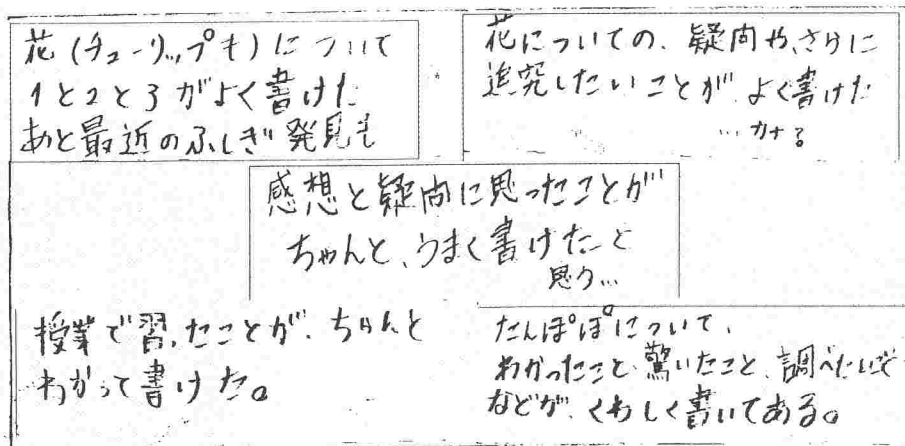 花(チューリップも)について
1と2と3がよく書けた
あと最近のふしぎ発見も
花についての、疑問や、さらに
追究したいことが、よく書けた
…カナ?
感想と疑問に思ったことが
ちゃんと、うまく書けたと
思う…
授業で習ったことが、ちゃんと
わかって書けた。
たんぽぽについて、
わかったこと、驚いたこと、調べたいこと
などが、くわしく書いてある。